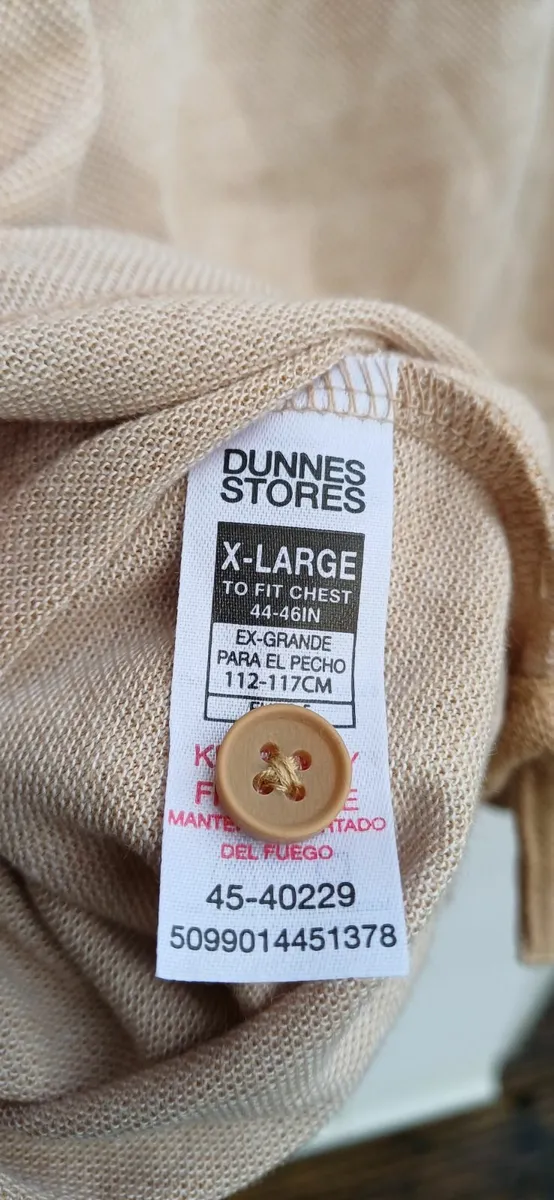 DUNNES
STORES
X-LARGE
TO FIT CHEST
44-46IN
EX-GRANDE
PARA EL PECHO
112-117CM
DEL FUEGO
45-40229
5099014451378